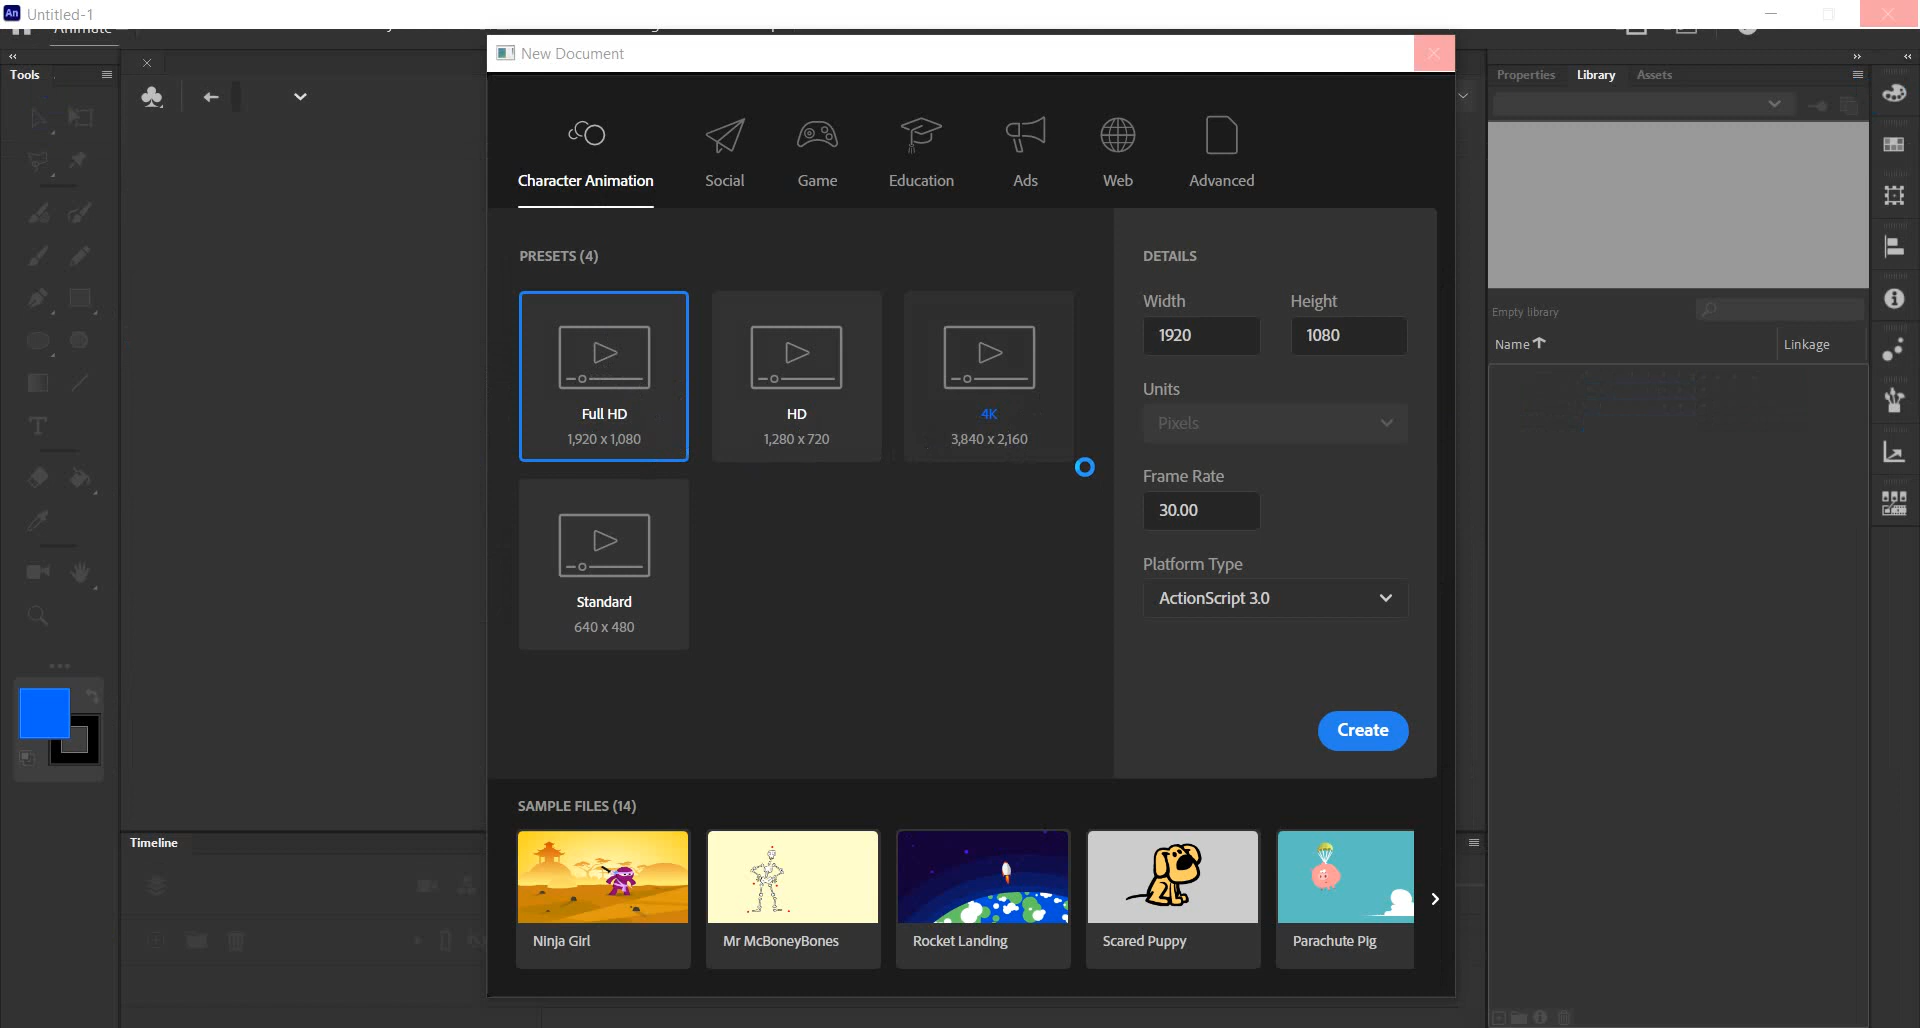 An Untitled-1
Animate
New Document
Tools
Properties Library Assets
Character Animation
Social
Game
Education
Ads
Web
Advanced
PRESETS (4)
Full HD
1,920 x 1,080
HD
1,280 x 720
4K
3,840 x 2,160
Standard
640 x 480
DETAILS
Width
Height
1920
1080
Units
Pixels
Frame Rate
30.00
Platform Type
ActionScript 3.0
Create
Empty library
Name
Linkage
Timeline
SAMPLE FILES (14)
Ninja Girl
Mr McBoneyBones
Rocket Landing
Scared Puppy
Parachute Pig